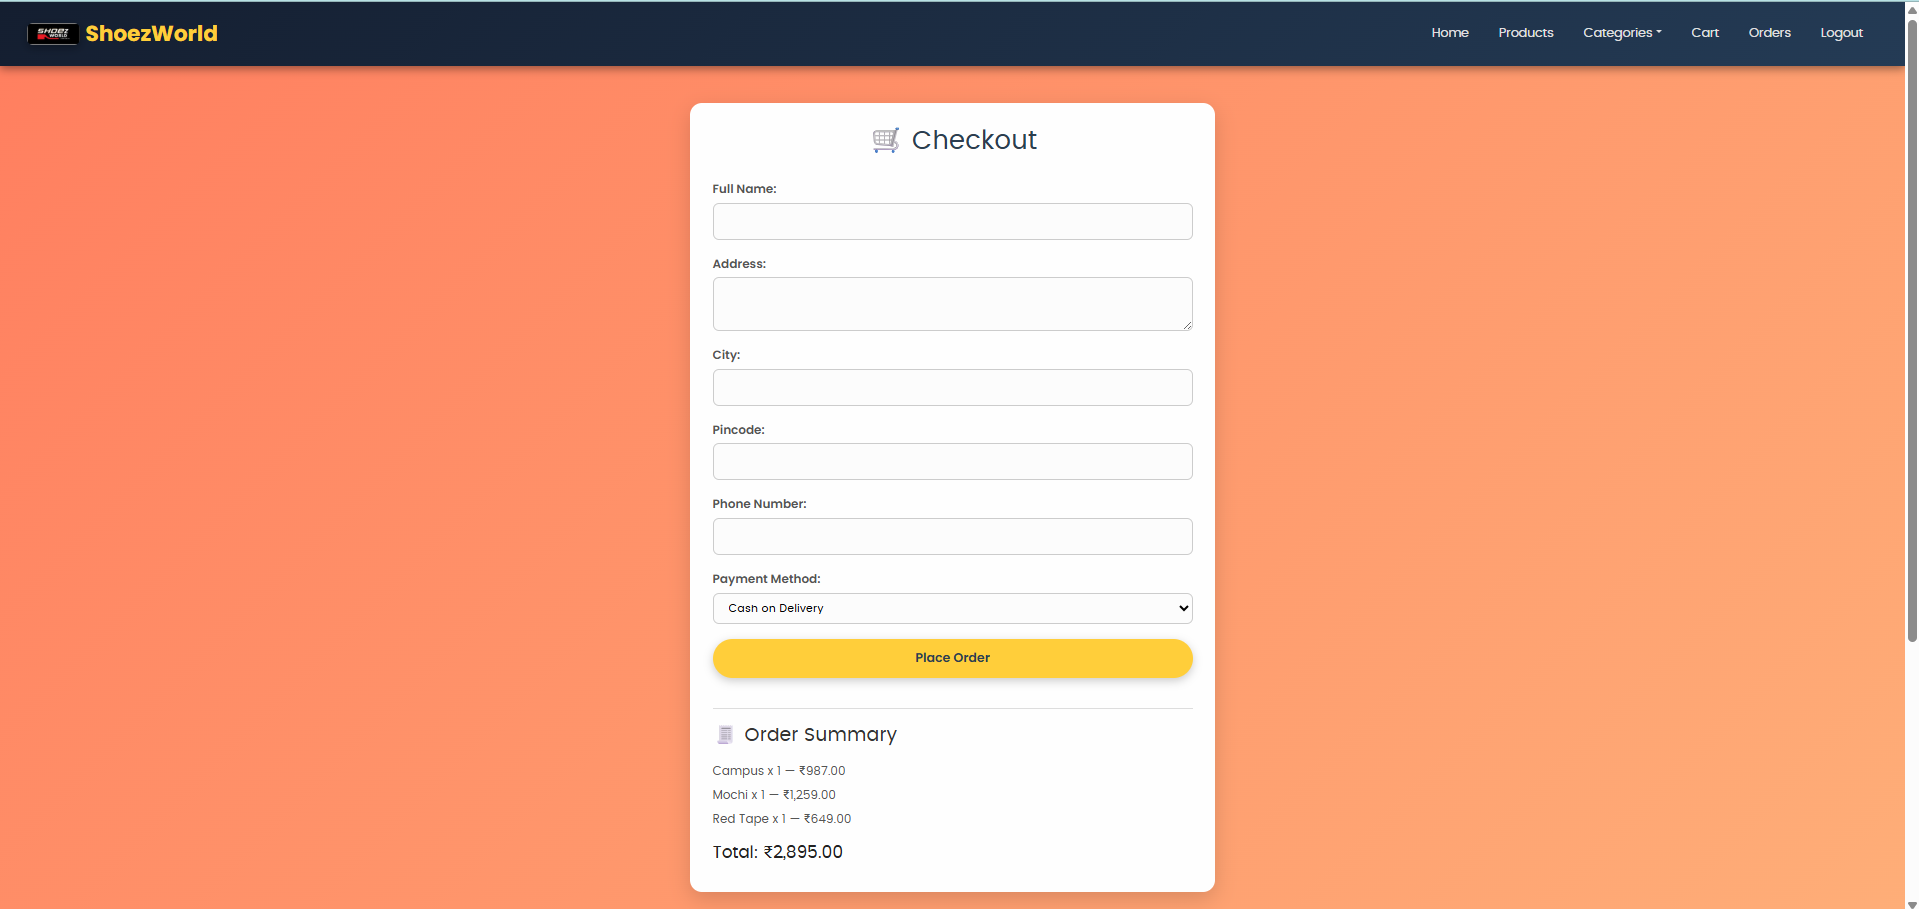 SHOEZ
WORLD
ShoezWorld
Home Products Categories Cart Orders Logout
Checkout
Full Name:
Address:
City:
Pincode:
Phone Number:
Payment Method:
Cash on Delivery
Place Order
Order Summary
Campus x 1 — ₹987.00
Mochi x 1 — ₹1,259.00
Red Tape x 1 — ₹649.00
Total: ₹2,895.00